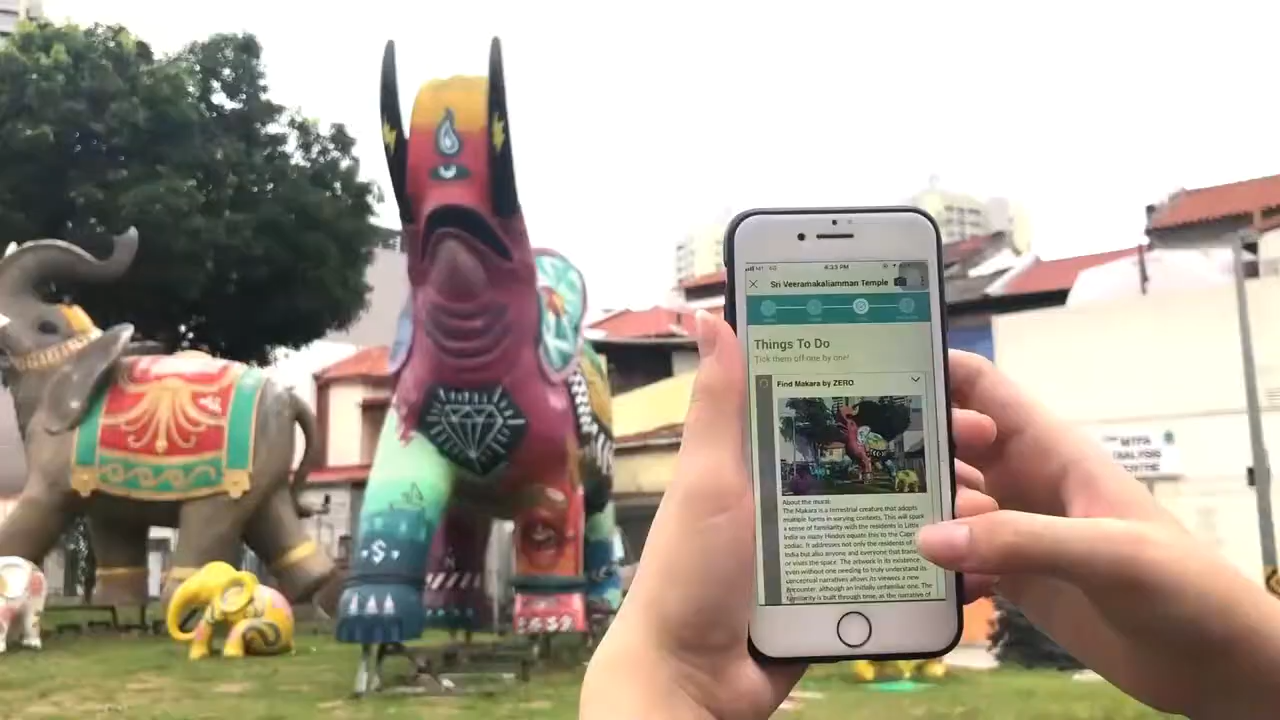 4:33 PM
Sri Veeramakaliamman Temple
Things To Do
Tick them off one by one!
Find Makara by ZERO
About the mural:
The Makara is a terrestrial creature that adopts
multiple forms in varying contexts. This will spark
a sense of familiarity with the residents in Little
India as many Hindus equate this to the Capri
zodiac. It addresses not only the residents of
India but also anyone and everyone that trans
or visits the space. The artwork in its existence,
even without one needing to truly understand its
conceptual narratives allows its viewers a new
encounter, although an initially unfamiliar one. The
familiarity is built through time, as the narrative of
$